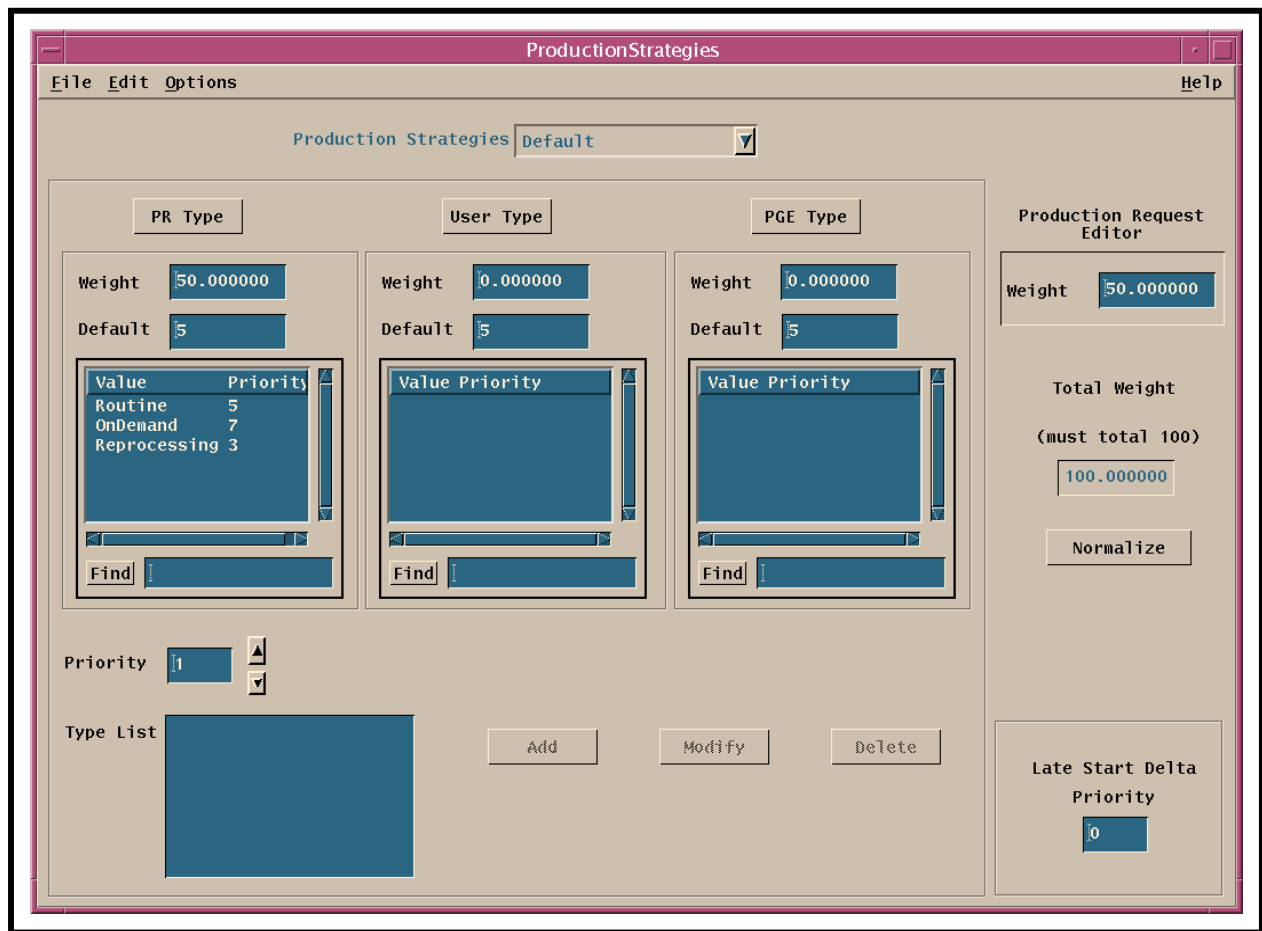 ProductionStrategies
File Edit Options Help
Production Strategies Default
PR Type User Type PGE Type
Production Request
Editor
Weight 50.000000 Weight 0.000000 Weight 0.000000 Weight 50.000000
Default 5 Default 5 Default 5
Value Priority Value Priority Value Priority
Routine 5
OnDemand 7
Reprocessing 3
Total Weight
(must total 100)
100.000000
Normalize
Find Find Find
Priority 1
Type List
Add Modify Delete
Late Start Delta
Priority
0